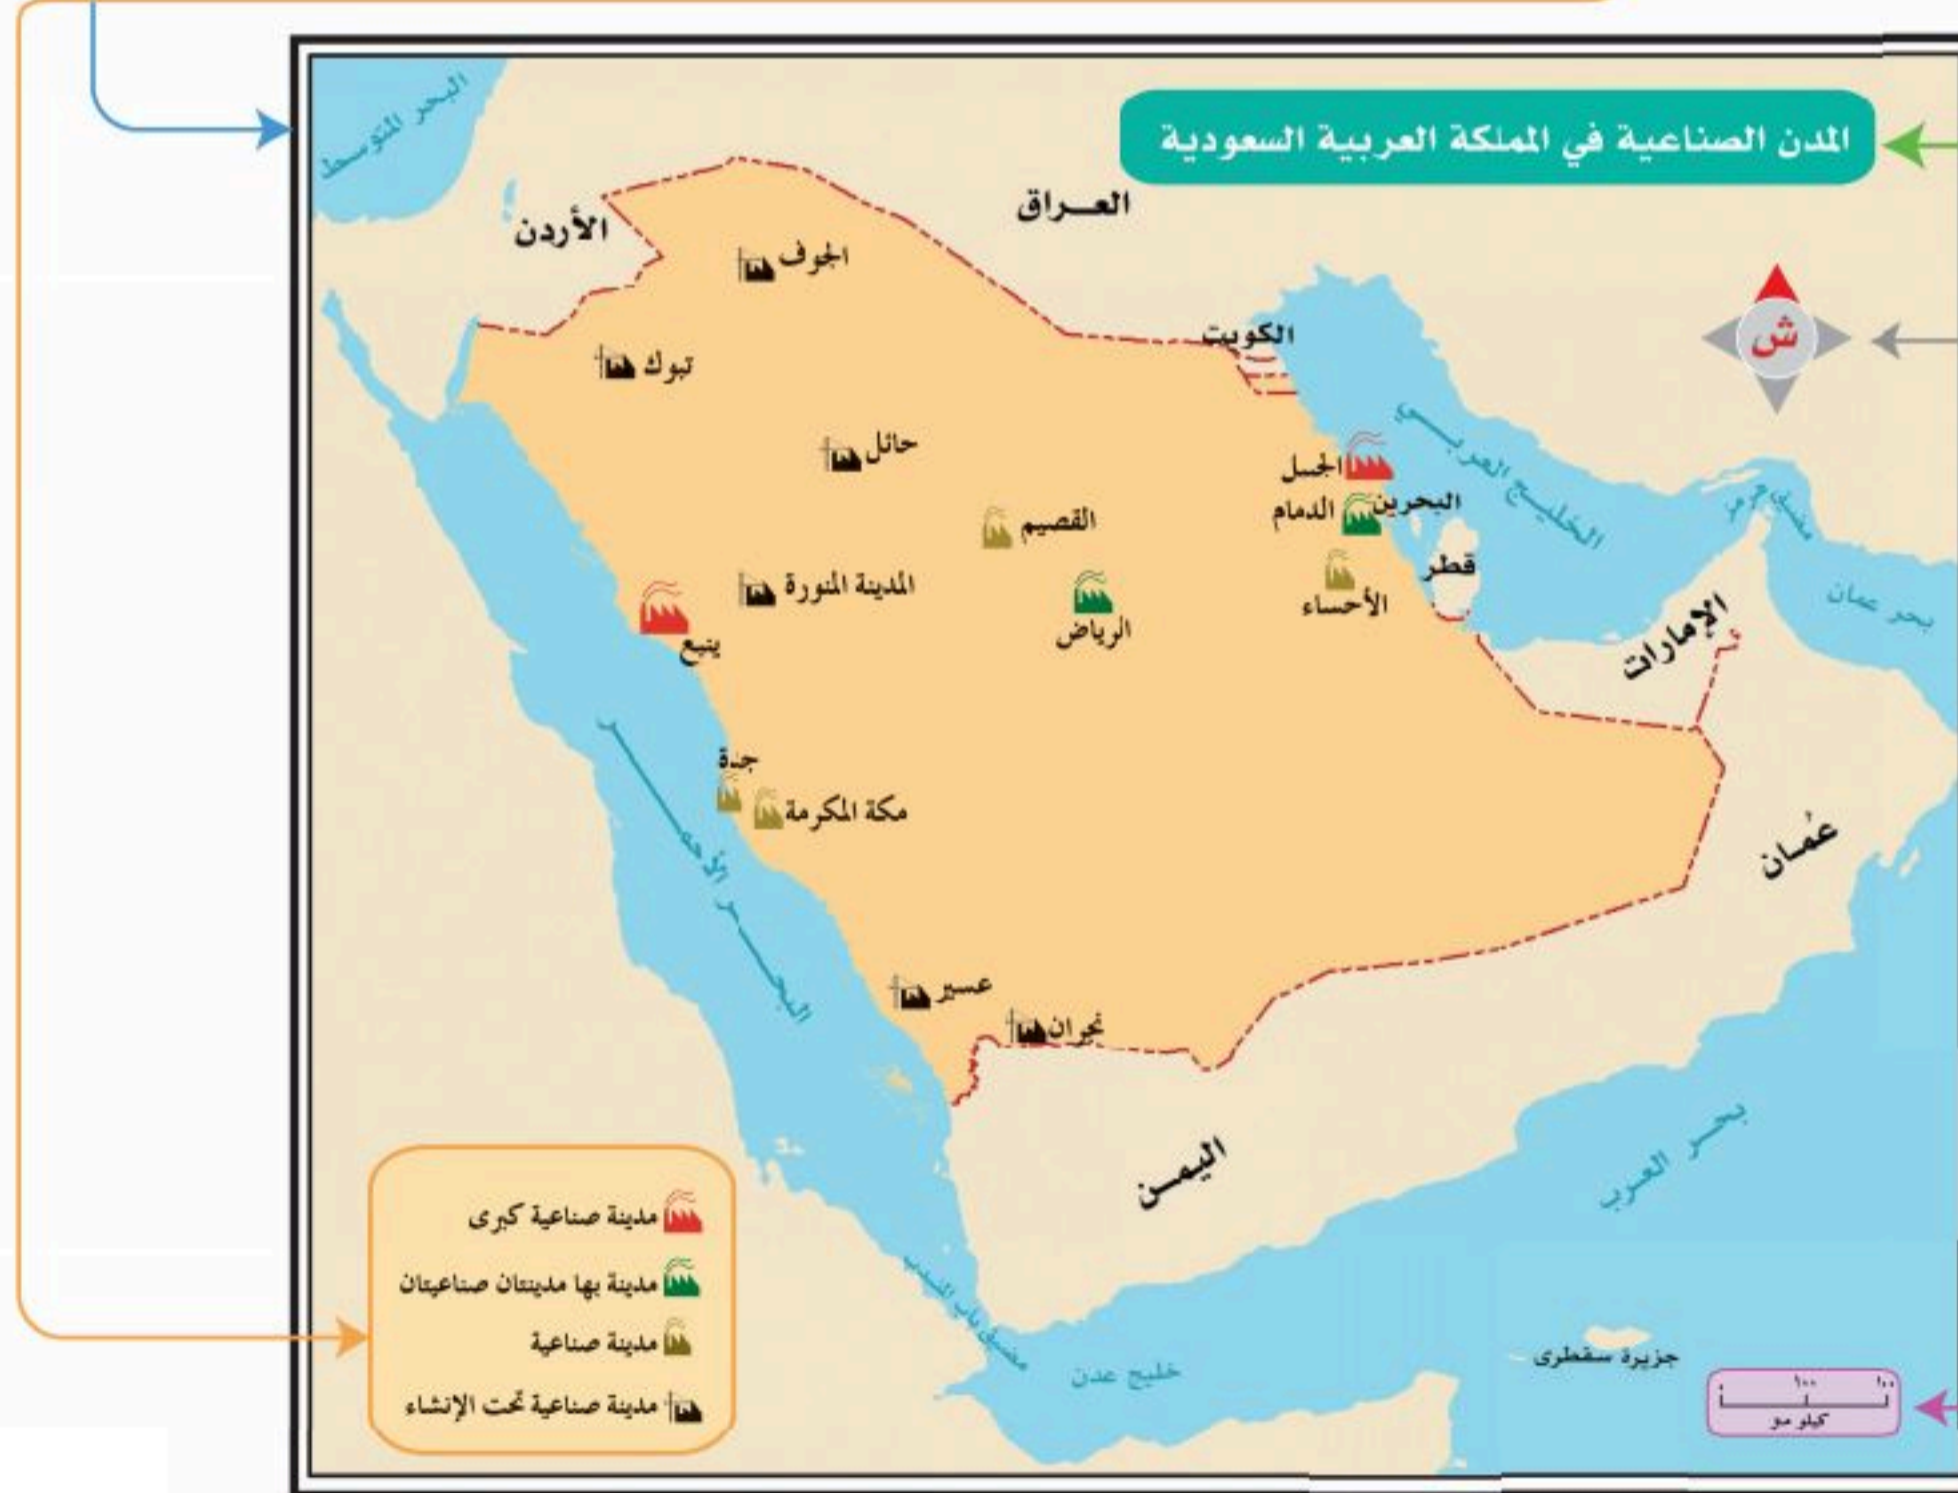 المدن الصناعية في المملكة العربية السعودية
البحر المتوسط
العراق
الأردن
الجوف
ش
الكويت
تبوك
حائل
الجبيل
الخليج العربي
البحرين
الدمام
القصيم
قطر
الأحساء
المدينة المنورة
الرياض
ينبع
الإمارات
بحر عمان
جدة
مكة المكرمة
البحر الأحمر
عُمان
عسير
نجران
اليمن
بحر العرب
مدينة صناعية كبرى
مدينة بها مدينتان صناعيتان
مدينة صناعية
مدينة صناعية تحت الإنشاء
مضيق باب المندب
خليج عدن
جزيرة سقطرى
١٠٠
كيلو